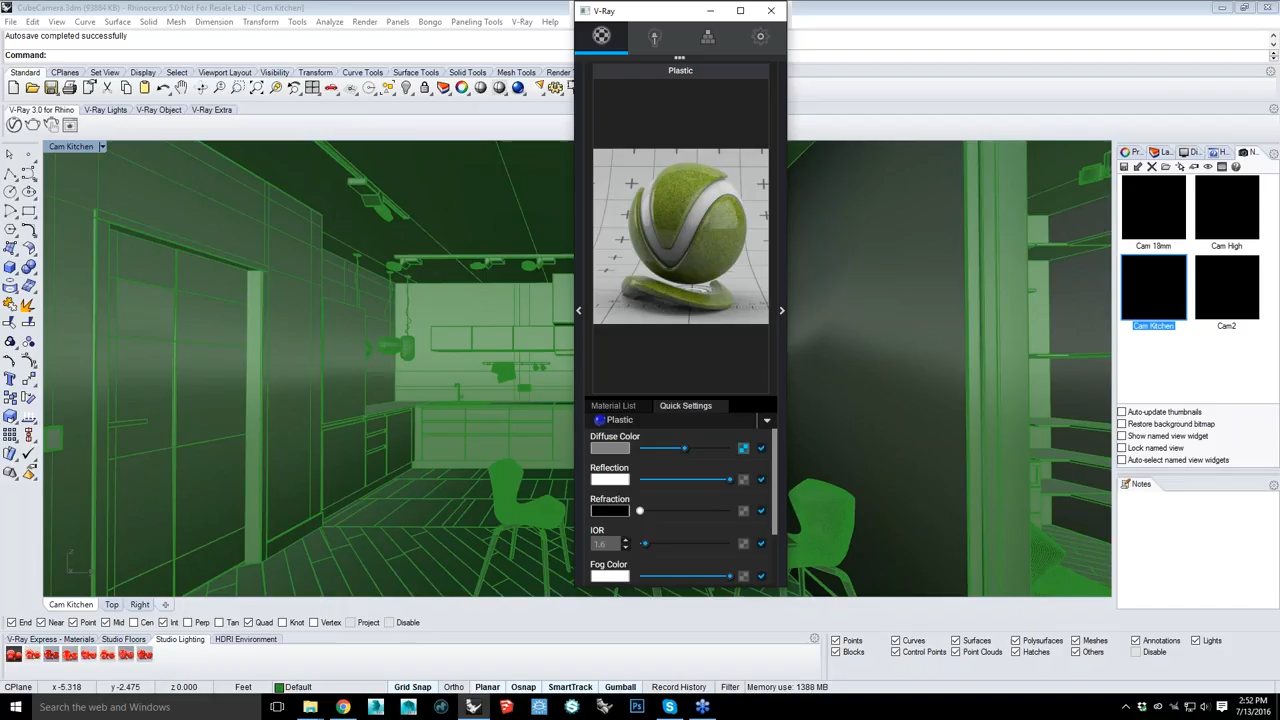 CubeCamera.3dm (93884 KB) - Rhinoceros 5.0 Not For Resale Lab - [Cam Kitchen]
V-Ray
File Edit View Curve Surface Solid Mesh Dimension Transform Tools Analyze Render Panels Bongo Paneling Tools V-Ray Help
Autosave completed successfully
Command:
Standard CPlanes Set View Display Select Viewport Layout Visibility Transform Curve Tools Surface Tools Solid Tools Mesh Tools
V-Ray 3.0 for Rhino V-Ray Lights V-Ray Object V-Ray Extra
Plastic
Cam Kitchen
Cam 18mm Cam High
Cam Kitchen Cam2
Material List Quick Settings
Plastic
Diffuse Color
Reflection
Refraction
IOR
1.6
Fog Color
Auto-update thumbnails
Restore background bitmap
Show named view widget
Lock named view
Auto-select named view widgets
Notes
Cam Kitchen Top Right
End Near Point Mid Cen Int Perp Tan Quad Knot Vertex Project Disable
V-Ray Express - Materials Studio Floors Studio Lighting HDRI Environment
Points Curves Surfaces Polysurfaces Meshes Annotations Lights
Blocks Control Points Point Clouds Hatches Others Disable
CPlane x -5.318 y -2.475 z 0.000 Feet Default Grid Snap Ortho Planar Osnap SmartTrack Gumball Record History Filter Memory use: 1388 MB
Search the web and Windows
2:52 PM
7/13/2016